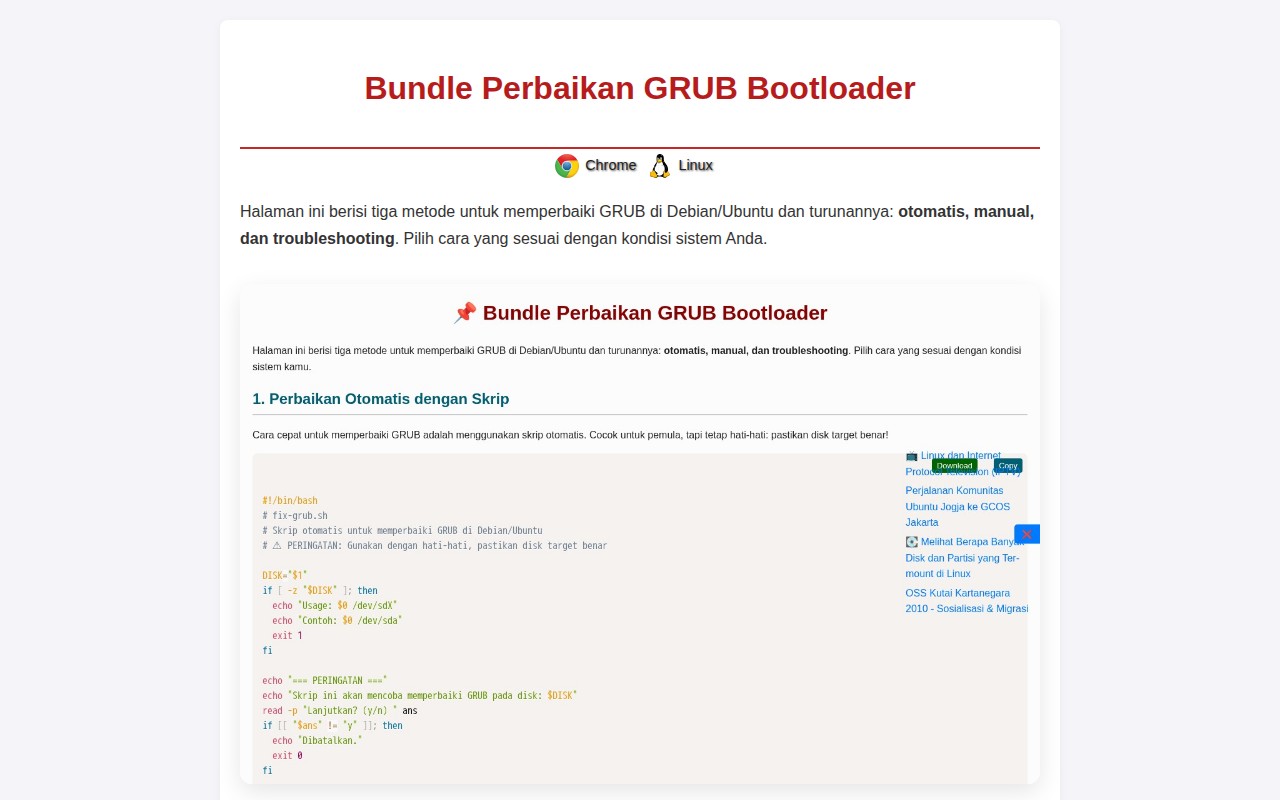 Bundle Perbaikan GRUB Bootloader
Chrome Linux
Halaman ini berisi tiga metode untuk memperbaiki GRUB di Debian/Ubuntu dan turunannya: otomatis, manual,
dan troubleshooting. Pilih cara yang sesuai dengan kondisi sistem Anda.
📌 Bundle Perbaikan GRUB Bootloader
Halaman ini berisi tiga metode untuk memperbaiki GRUB di Debian/Ubuntu dan turunannya: otomatis, manual, dan troubleshooting. Pilih cara yang sesuai dengan kondisi
sistem kamu.
1. Perbaikan Otomatis dengan Skrip
Cara cepat untuk memperbaiki GRUB adalah menggunakan skrip otomatis. Cocok untuk pemula, tapi tetap hati-hati: pastikan disk target benar!
Download Copy
#!/bin/bash
# fix-grub.sh
# Skrip otomatis untuk memperbaiki GRUB di Debian/Ubuntu
# ⚠ PERINGATAN: Gunakan dengan hati-hati, pastikan disk target benar
DISK="$1"
if [ -z "$DISK" ]; then
  echo "Usage: $0 /dev/sdX"
  echo "Contoh: $0 /dev/sda"
  exit 1
fi
echo "=== PERINGATAN ==="
echo "Skrip ini akan mencoba memperbaiki GRUB pada disk: $DISK"
read -p "Lanjutkan? (y/n) " ans
if [[ "$ans" != "y" ]]; then
  echo "Dibatalkan."
  exit 0
fi
📺 Linux dan Internet
Perjalanan Komunitas
Ubuntu Jogja ke GCOS
Jakarta
💽 Melihat Berapa Banyak
Disk dan Partisi yang Ter-
mount di Linux
OSS Kutai Kartanegara
2010 - Sosialisasi & Migrasi